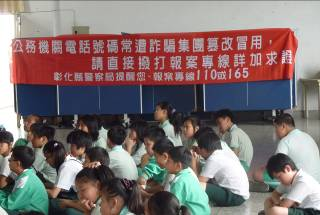 公務機關電話號碼常遭詐騙集團篡改冒用，
請直接撥打報案專線詳加求證
彰化縣警察局提醒您、報案專線110或165